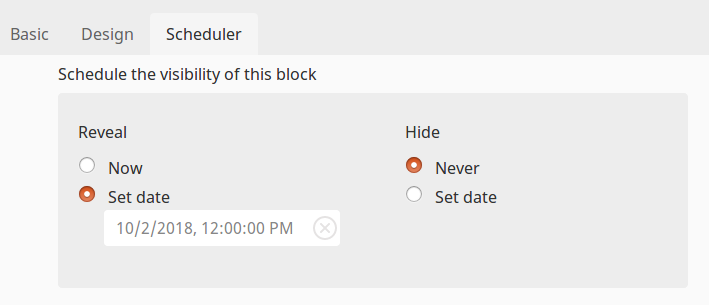 Basic Design Scheduler
Schedule the visibility of this block
Reveal Hide
Now Never
Set date Set date
10/2/2018, 12:00:00 PM